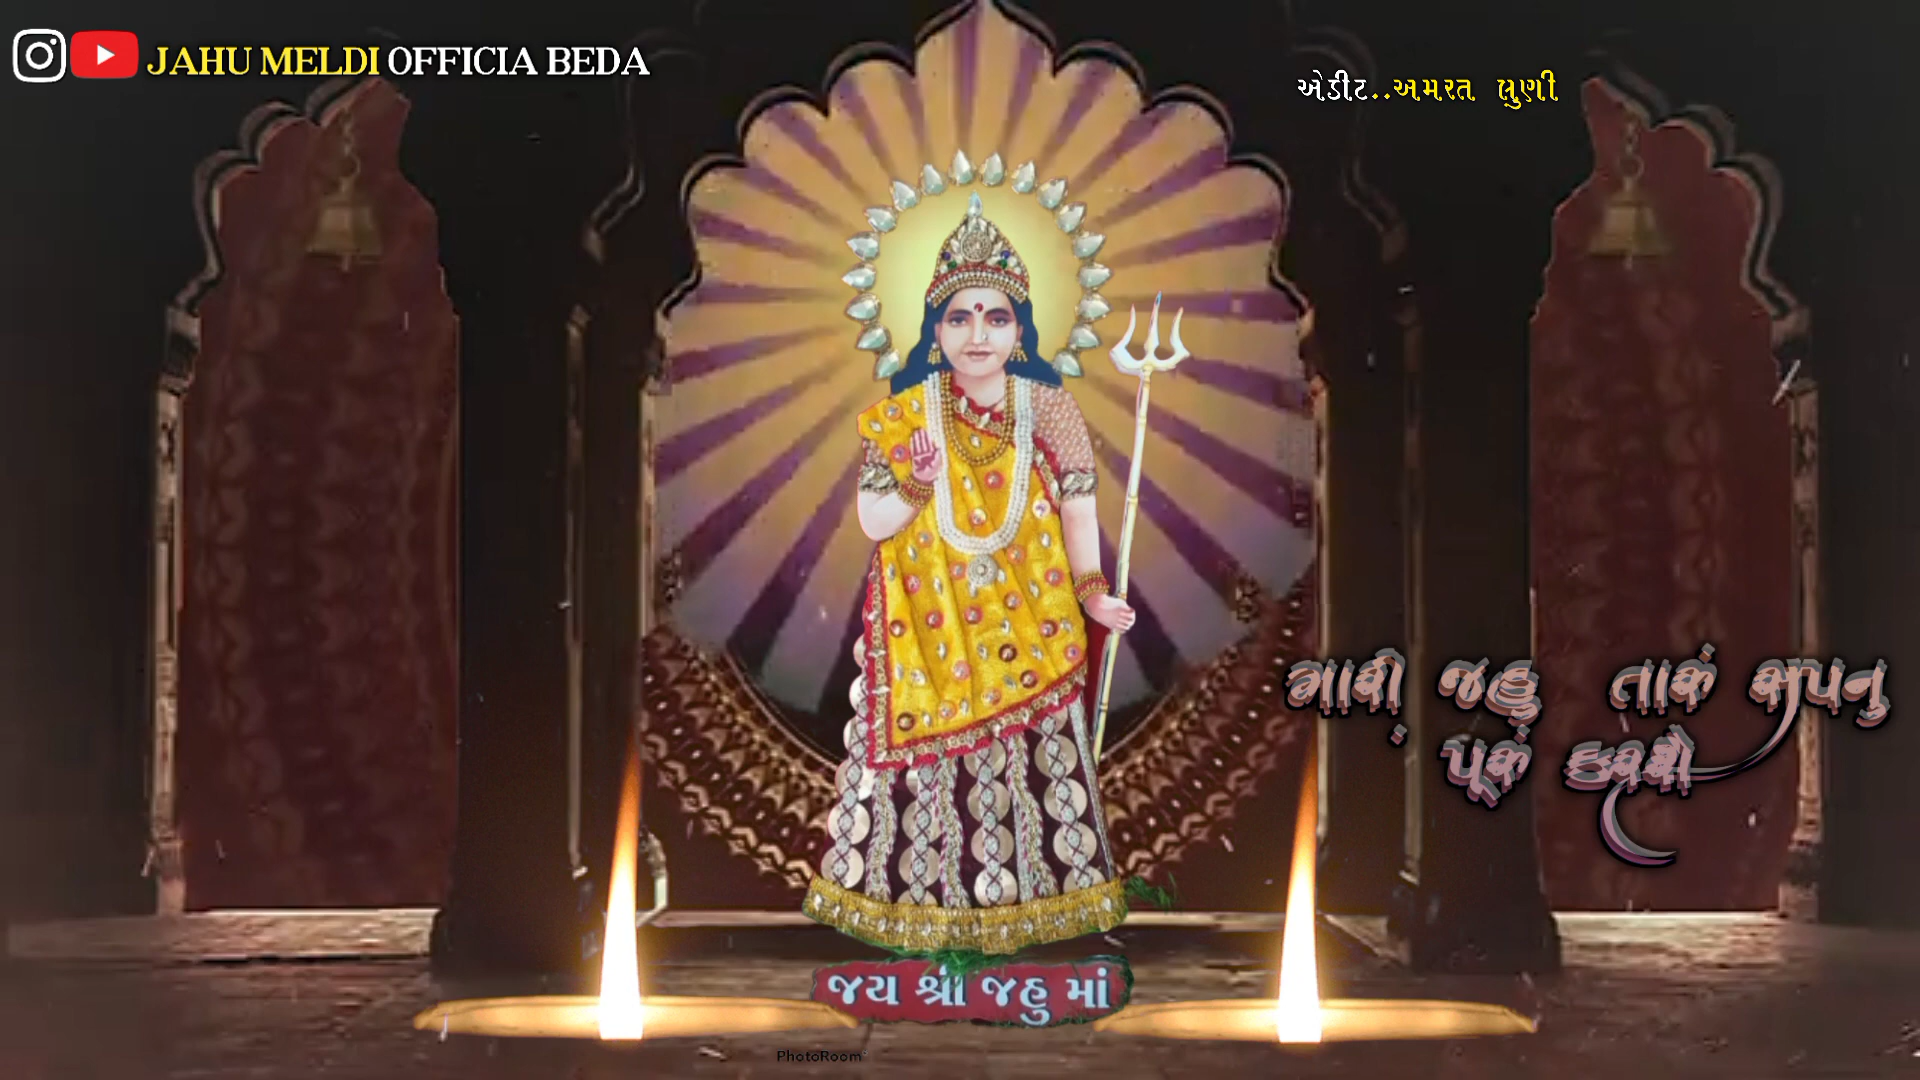 JAHU MELDI OFFICIA BEDA
એડીટ..અમરત લુણી
મારી જહુ તારું સપનુ
પૂરું કરશે
જય શ્રી જહુ માં
PhotoRoom